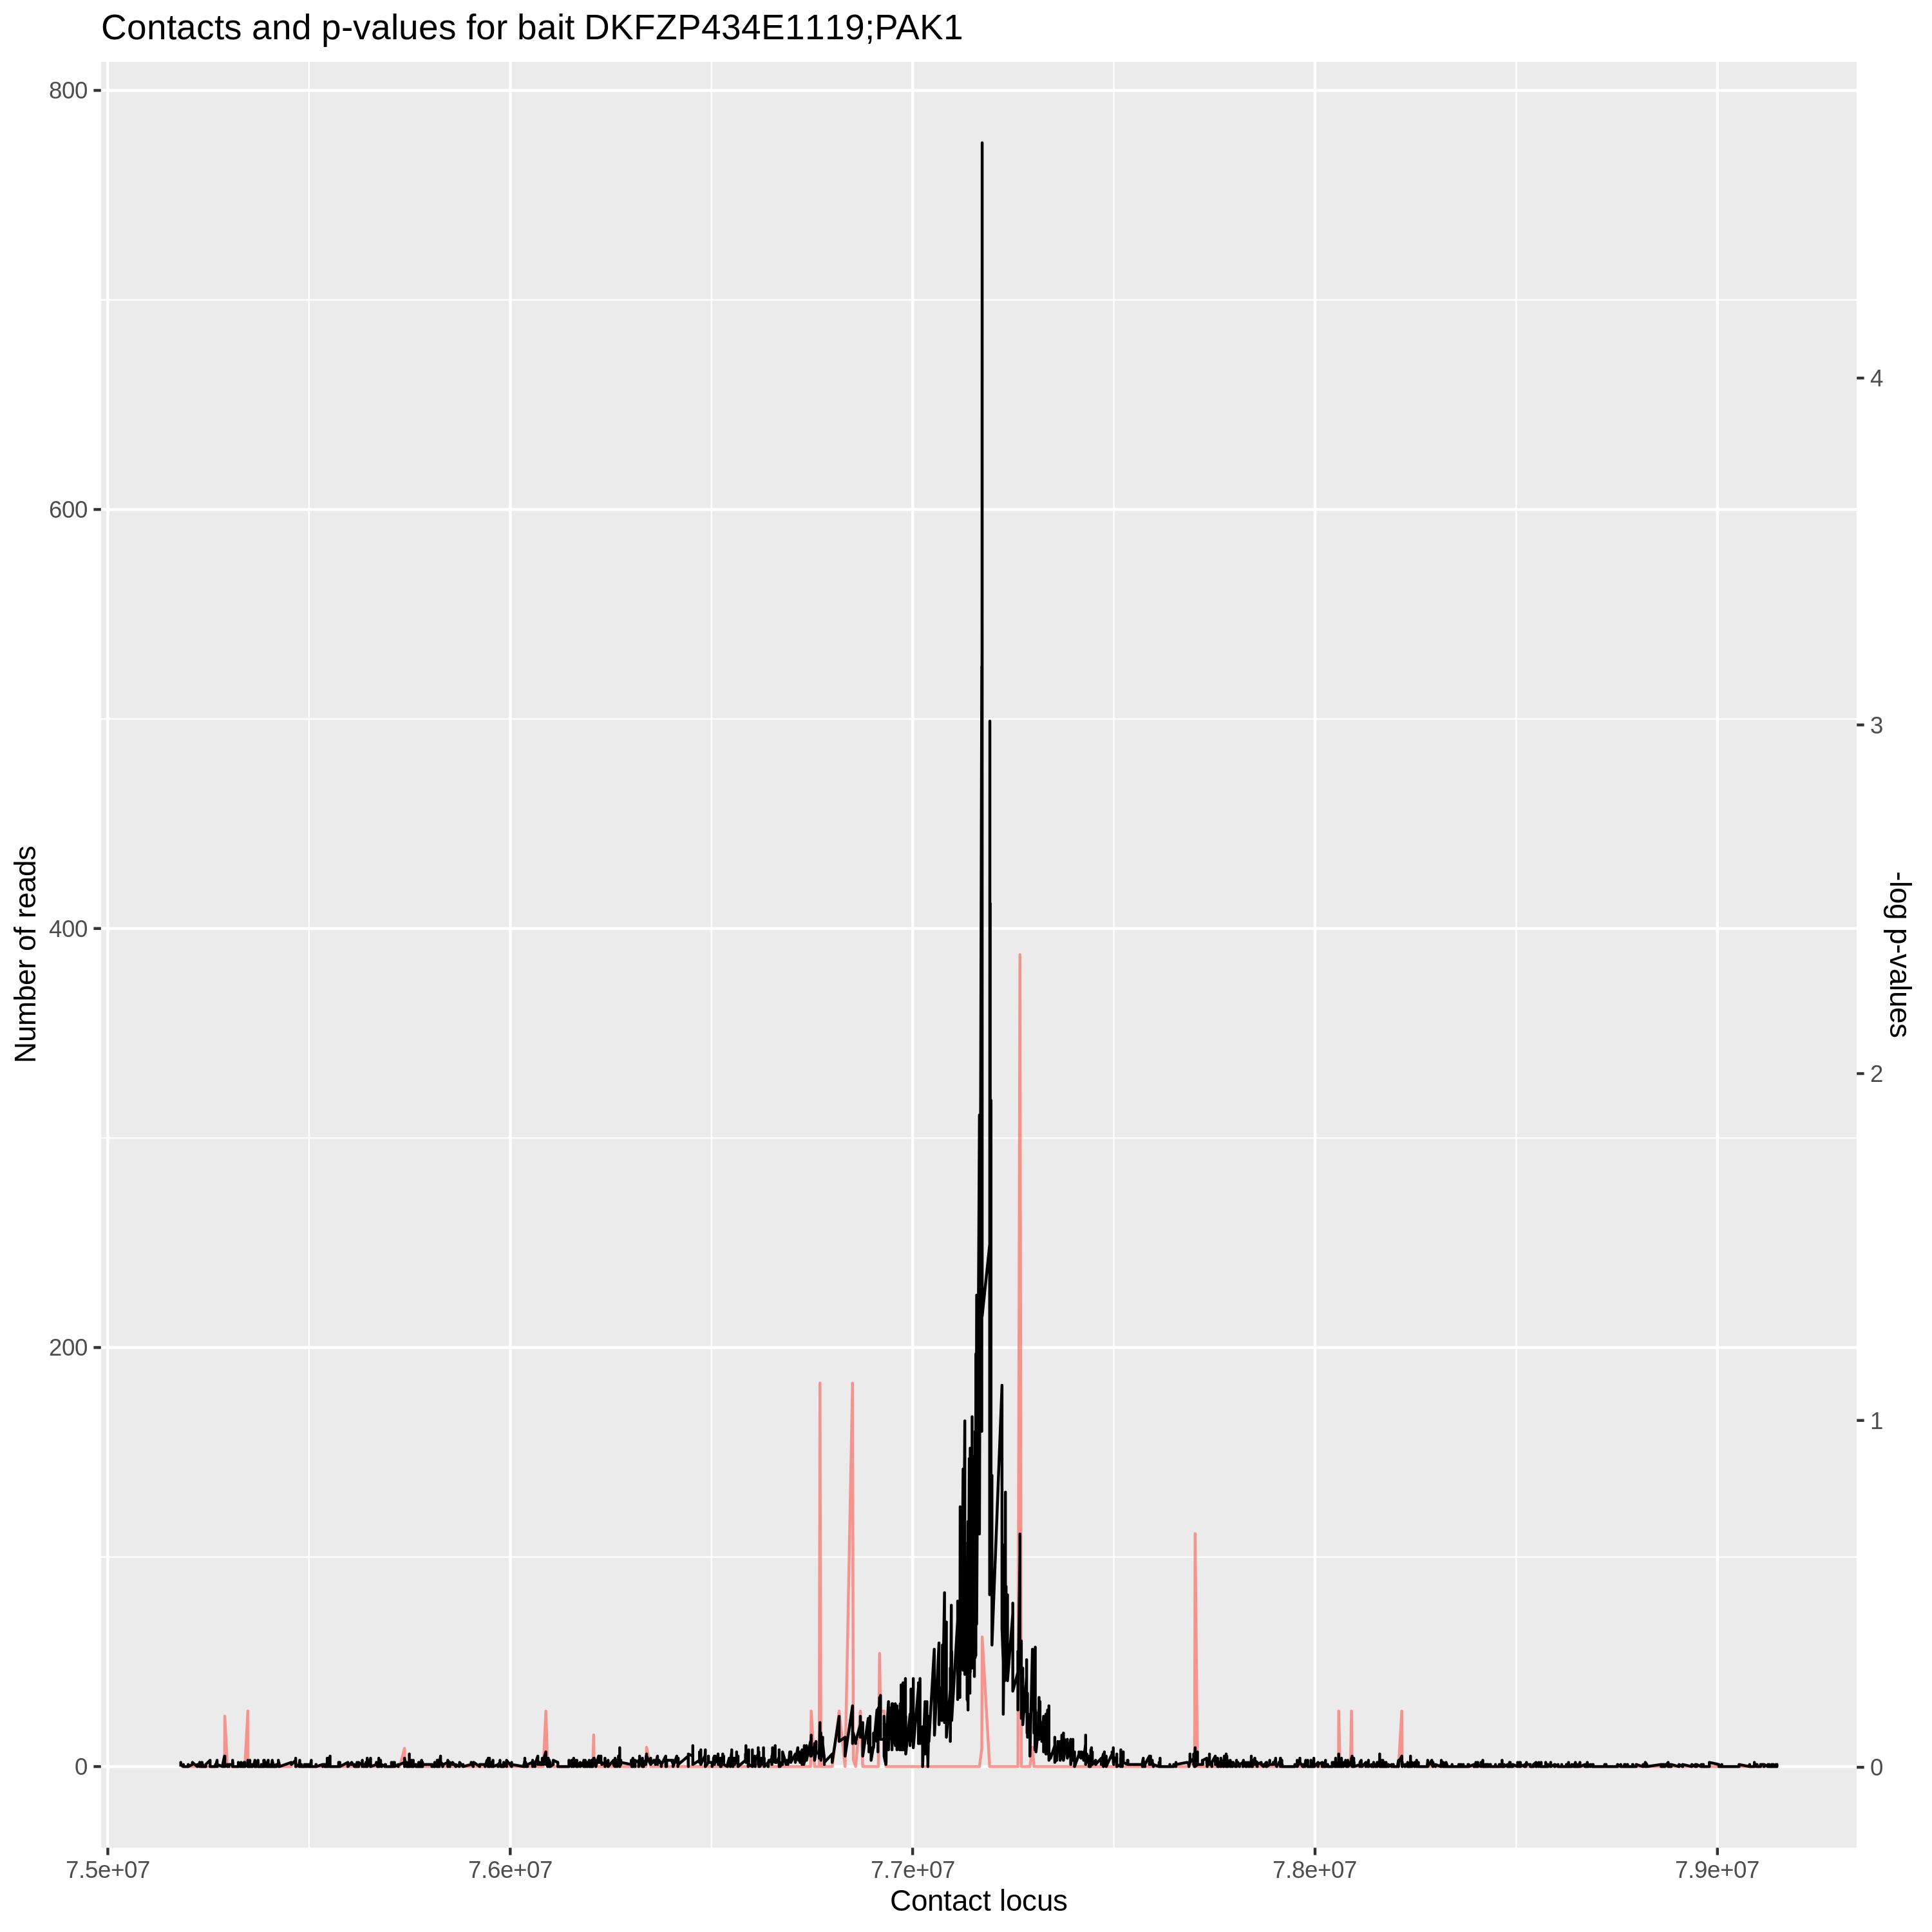 Contacts and p-values for bait DKFZP434E1119;PAK1
800
600
400
200
0
Number of reads
4
3
2
1
0
-log p-values
7.5e+07 7.6e+07 7.7e+07 7.8e+07 7.9e+07
Contact locus